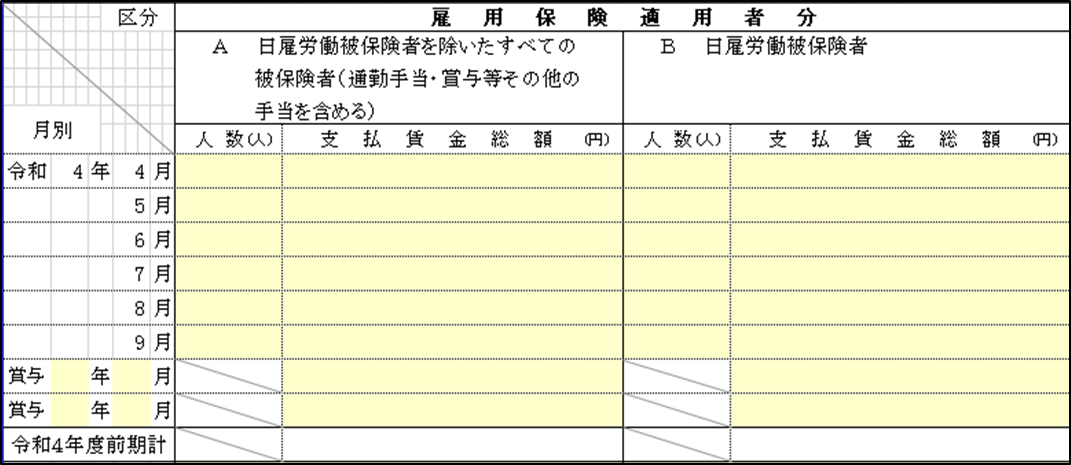 区分
雇用保険適用者分
A 日雇労働被保険者を除いたすべての
被保険者（通勤手当・賞与等その他の
手当を含める）
B 日雇労働被保険者
月別
人数(人) 支払賃金総額 (円) 人数(人) 支払賃金総額 (円)
令和 4 年 4 月
5 月
6 月
7 月
8 月
9 月
賞与 年 月
賞与 年 月
令和4年度前期計